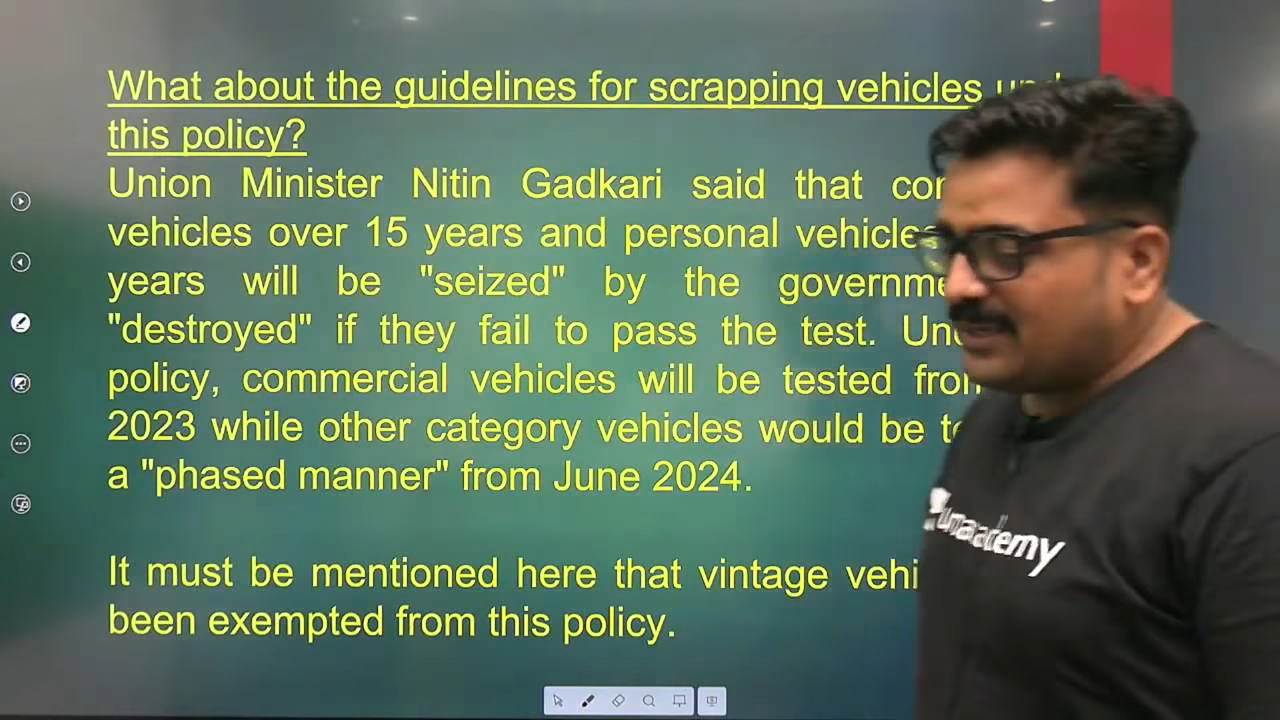 What about the guidelines for scrapping vehicles
this policy?
Union Minister Nitin Gadkari said that
vehicles over 15 years and personal
years will be "seized" by the
"destroyed" if they fail to pass the test.
policy, commercial vehicles will be tested
2023 while other category vehicles would be
a "phased manner" from June 2024.
It must be mentioned here that vintage
been exempted from this policy.
unacademy